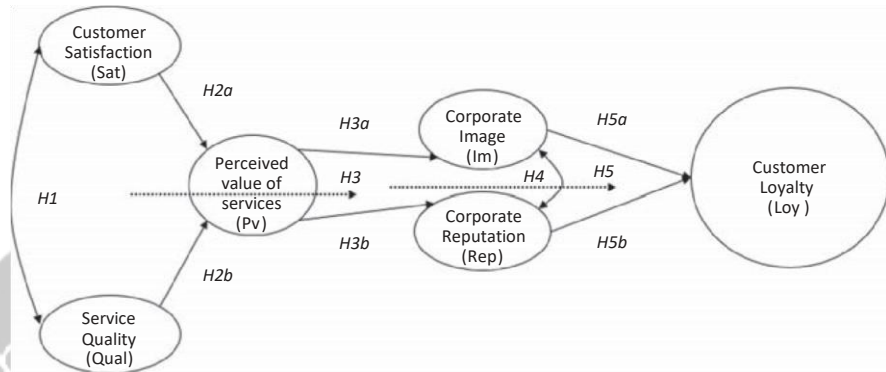 Customer
Satisfaction
(Sat)
H2a
H3a
Corporate
Image
(Im)
H5a
Perceived
value of
services
(Pv)
H1
H3
H4
H5
Customer
Loyalty
(Loy )
Corporate
Reputation
(Rep)
H3b
H5b
H2b
Service
Quality
(Qual)